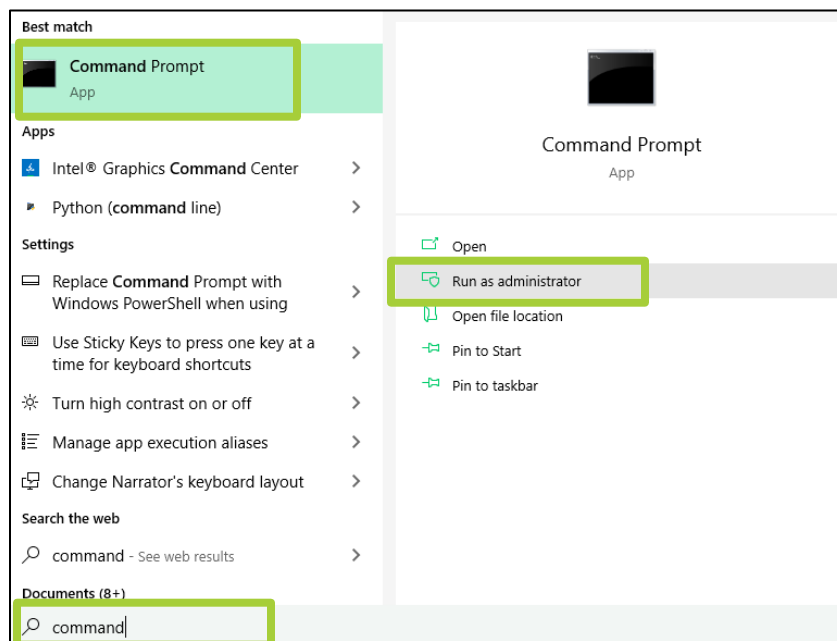 Best match
Command Prompt
App
Apps
Intel® Graphics Command Center
Python (command line)
Settings
Replace Command Prompt with
Windows PowerShell when using
Use Sticky Keys to press one key at a
time for keyboard shortcuts
Turn high contrast on or off
Manage app execution aliases
Change Narrator's keyboard layout
Search the web
command - See web results
Documents (8+)
command
Command Prompt
App
Open
Run as administrator
Open file location
Pin to Start
Pin to taskbar